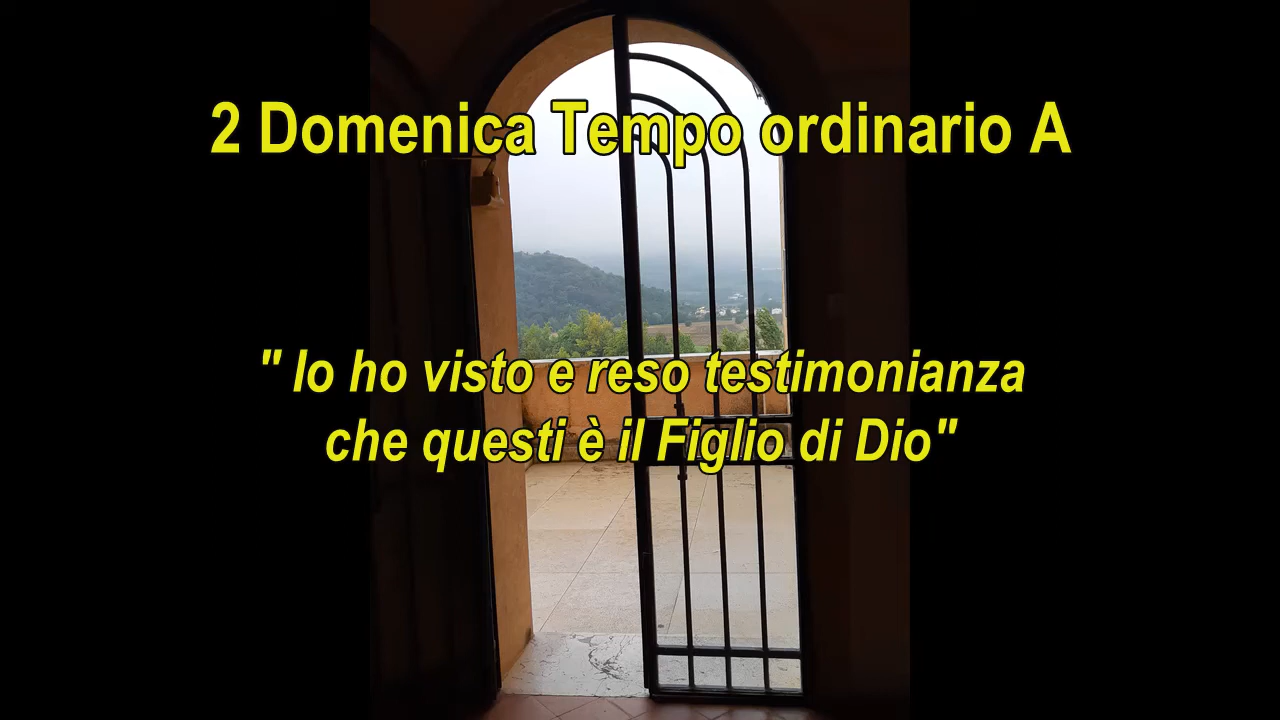 2 Domenica Tempo ordinario A
" Io ho visto e reso testimonianza
che questi è il Figlio di Dio"